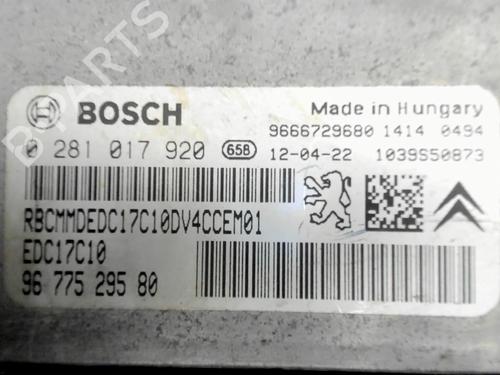 BOSCH
Made in Hungary
9666729680 1414 0494
0 281 017 920 658 12-04-22 1039S50873
RBCMMDEDC17C10DV4CCEM01
EDC17C10
96 775 295 80
B-PARTS